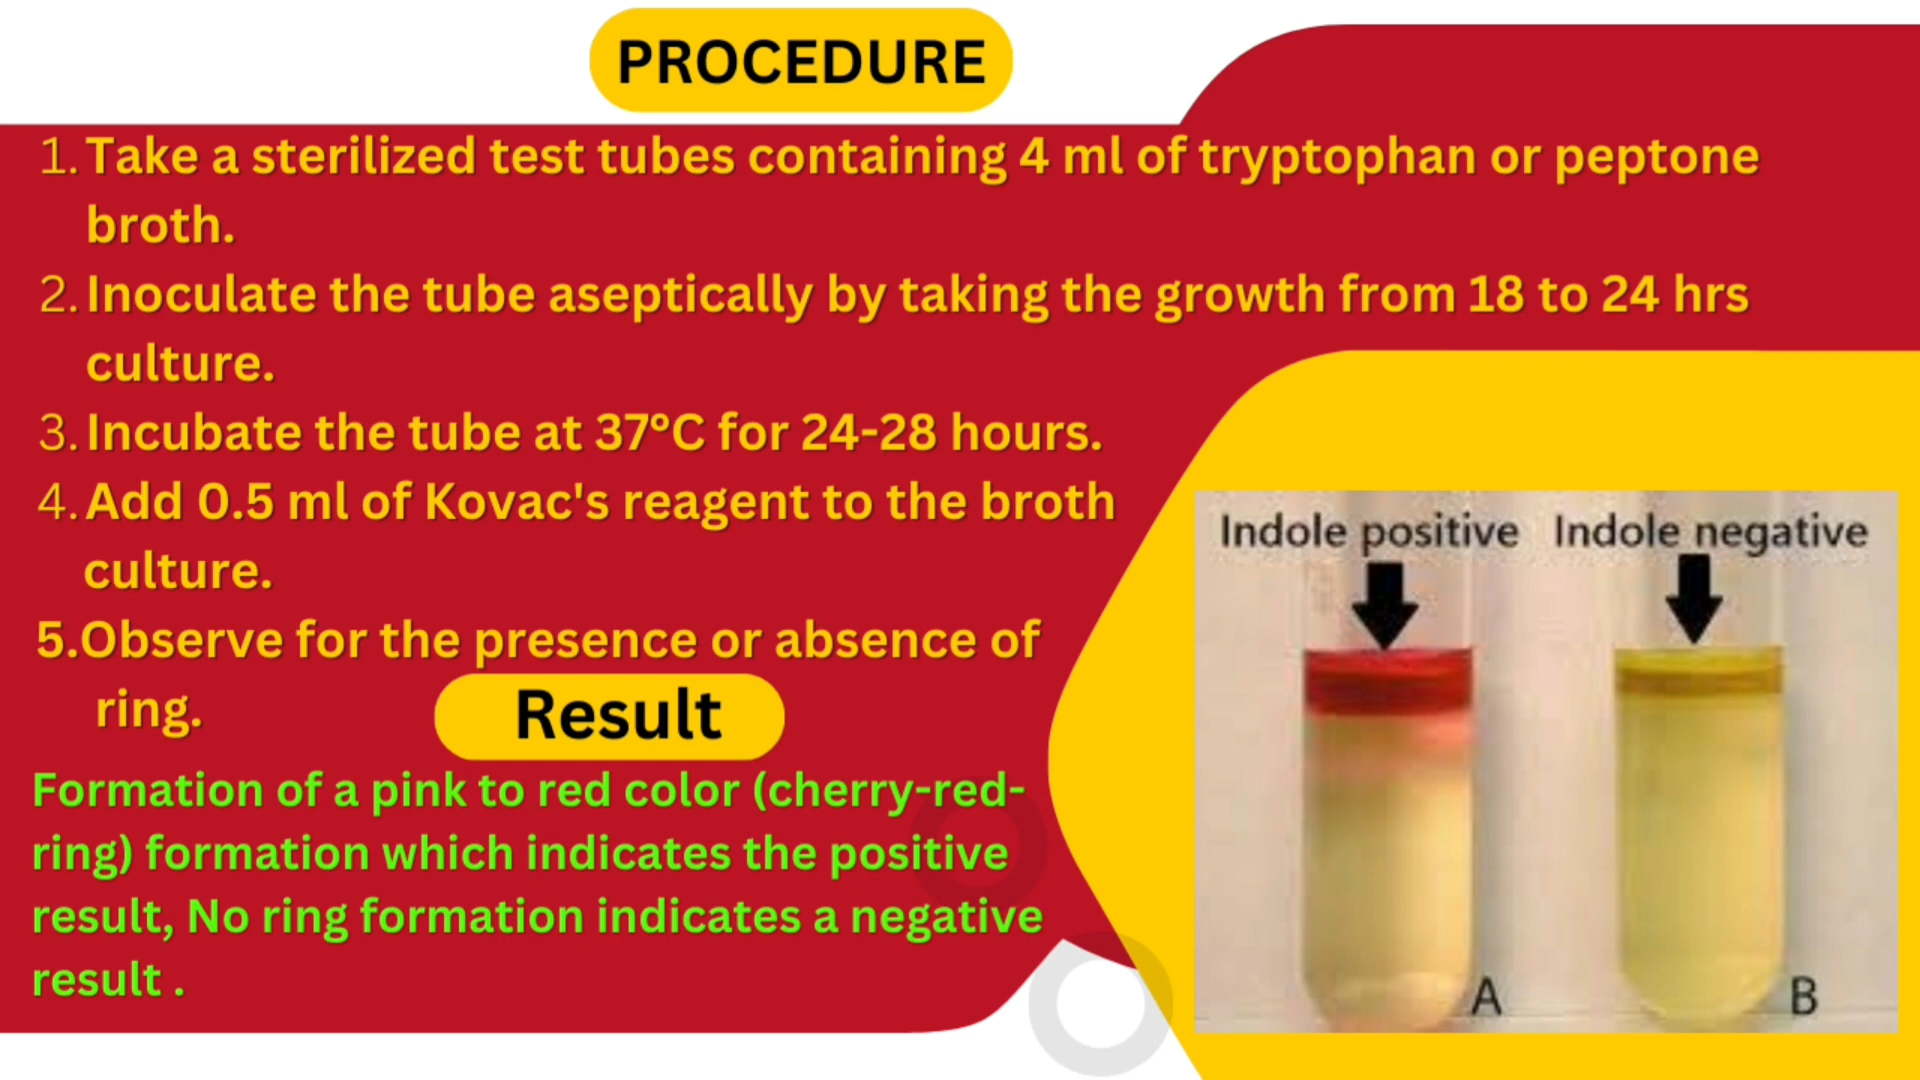 PROCEDURE
1. Take a sterilized test tubes containing 4 ml of tryptophan or peptone
broth.
2. Inoculate the tube aseptically by taking the growth from 18 to 24 hrs
culture.
3. Incubate the tube at 37°C for 24-28 hours.
4. Add 0.5 ml of Kovac's reagent to the broth
culture.
5.Observe for the presence or absence of
ring.
Result
Formation of a pink to red color (cherry-red-
ring) formation which indicates the positive
result, No ring formation indicates a negative
result .
Indole positive
Indole negative
A
B